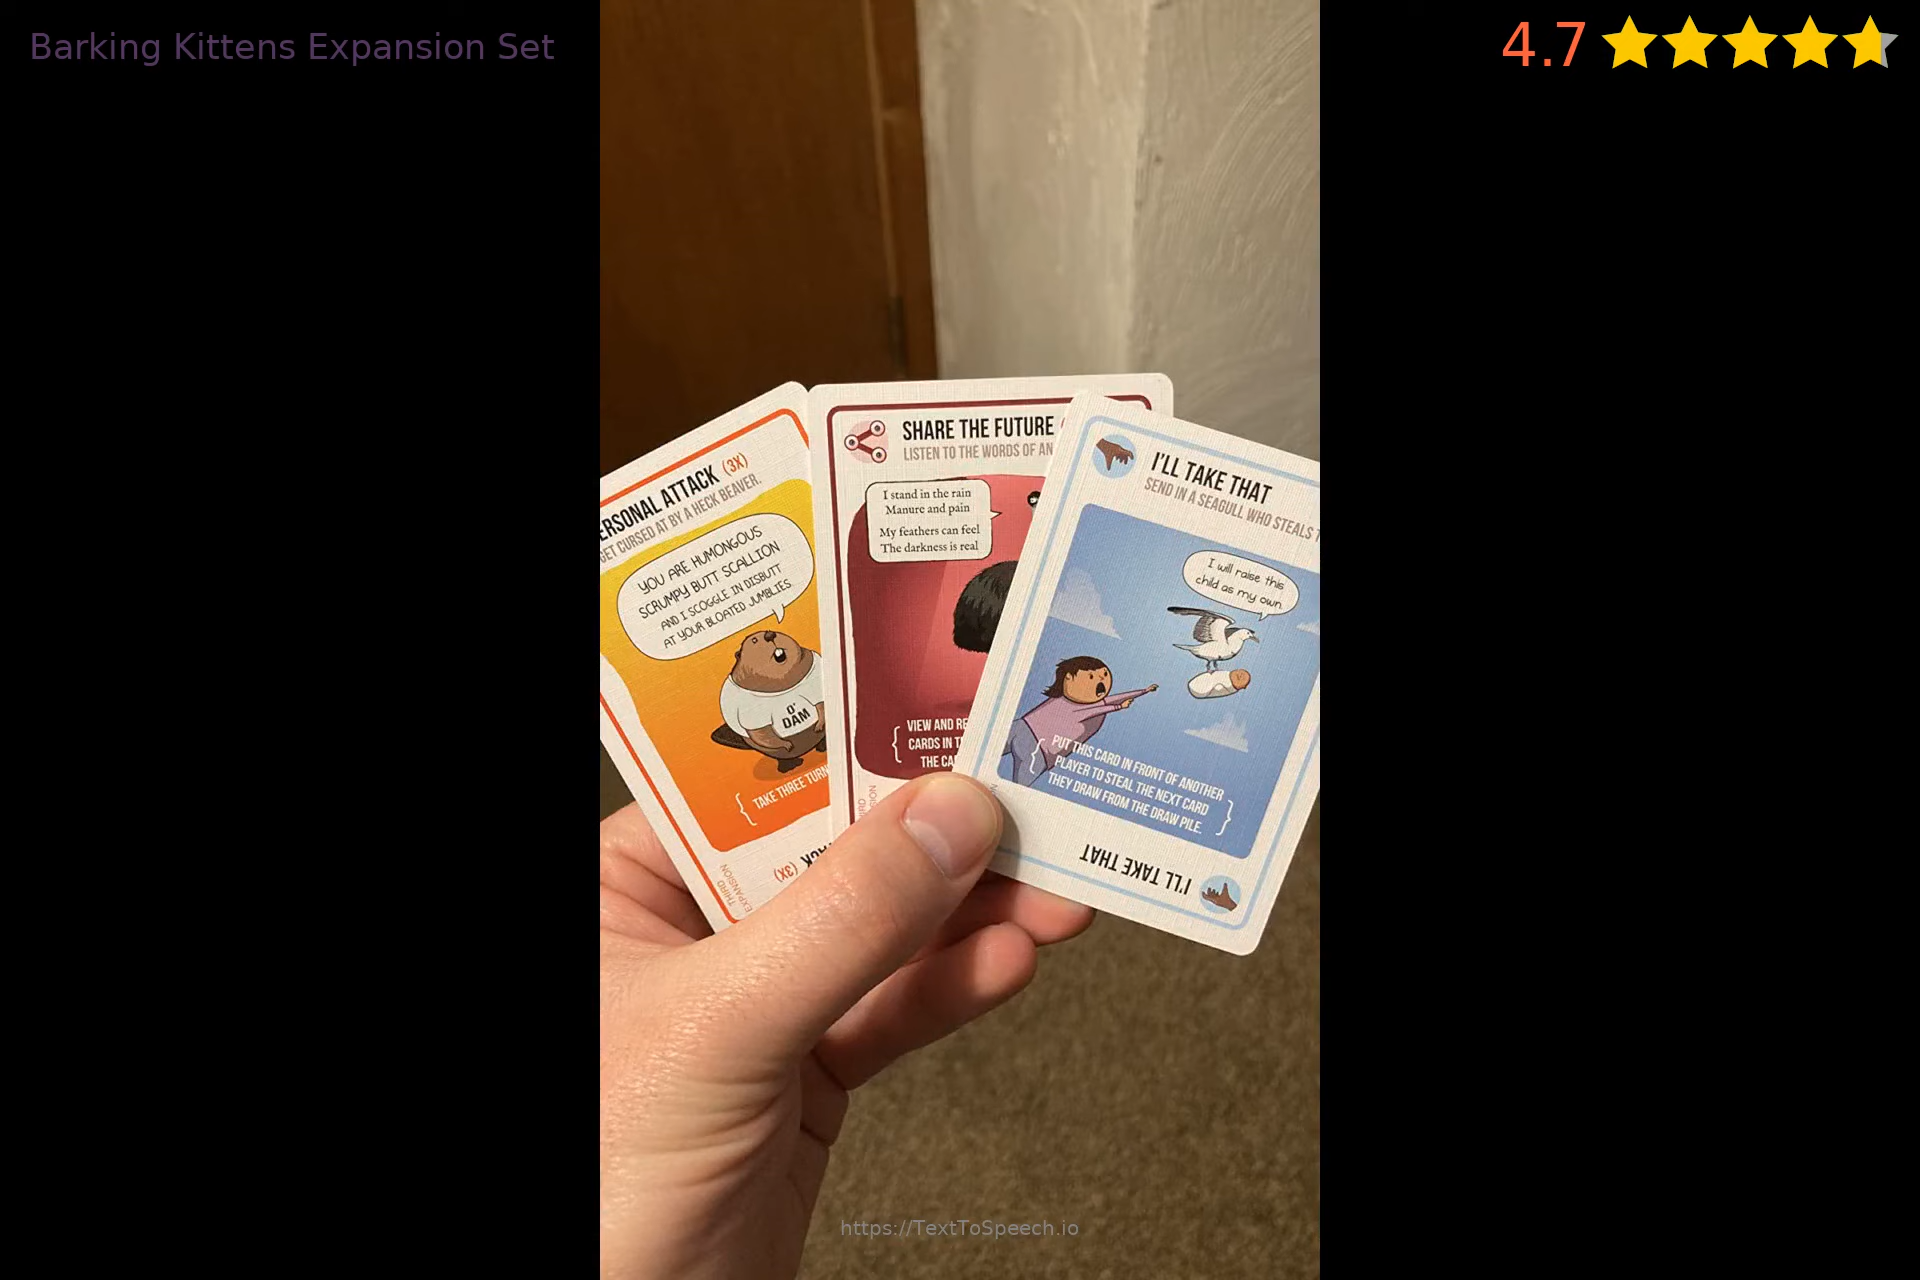 Barking Kittens Expansion Set
4.7
ERSONAL ATTACK (3X)
GET CURSED AT BY A HECK BEAVER.
YOU ARE HUMONGOUS
SCRUMPY BUTT SCALLION
AND I SCOGGLE IN DISBUTT
AT YOUR BLOATED JUMBLIES.
O'
DAM
TAKE THREE TURN
(3X)
THIRD
EXPANSION
SHARE THE FUTURE
LISTEN TO THE WORDS OF AN
I stand in the rain
Manure and pain
My feathers can feel
The darkness is real
VIEW AND RE
CARDS IN T
THE CA
I'LL TAKE THAT
SEND IN A SEAGULL WHO STEALS
I will raise this
child as my own.
PUT THIS CARD IN FRONT OF ANOTHER
PLAYER TO STEAL THE NEXT CARD
THEY DRAW FROM THE DRAW PILE.
I'LL TAKE THAT
https://TextToSpeech.io